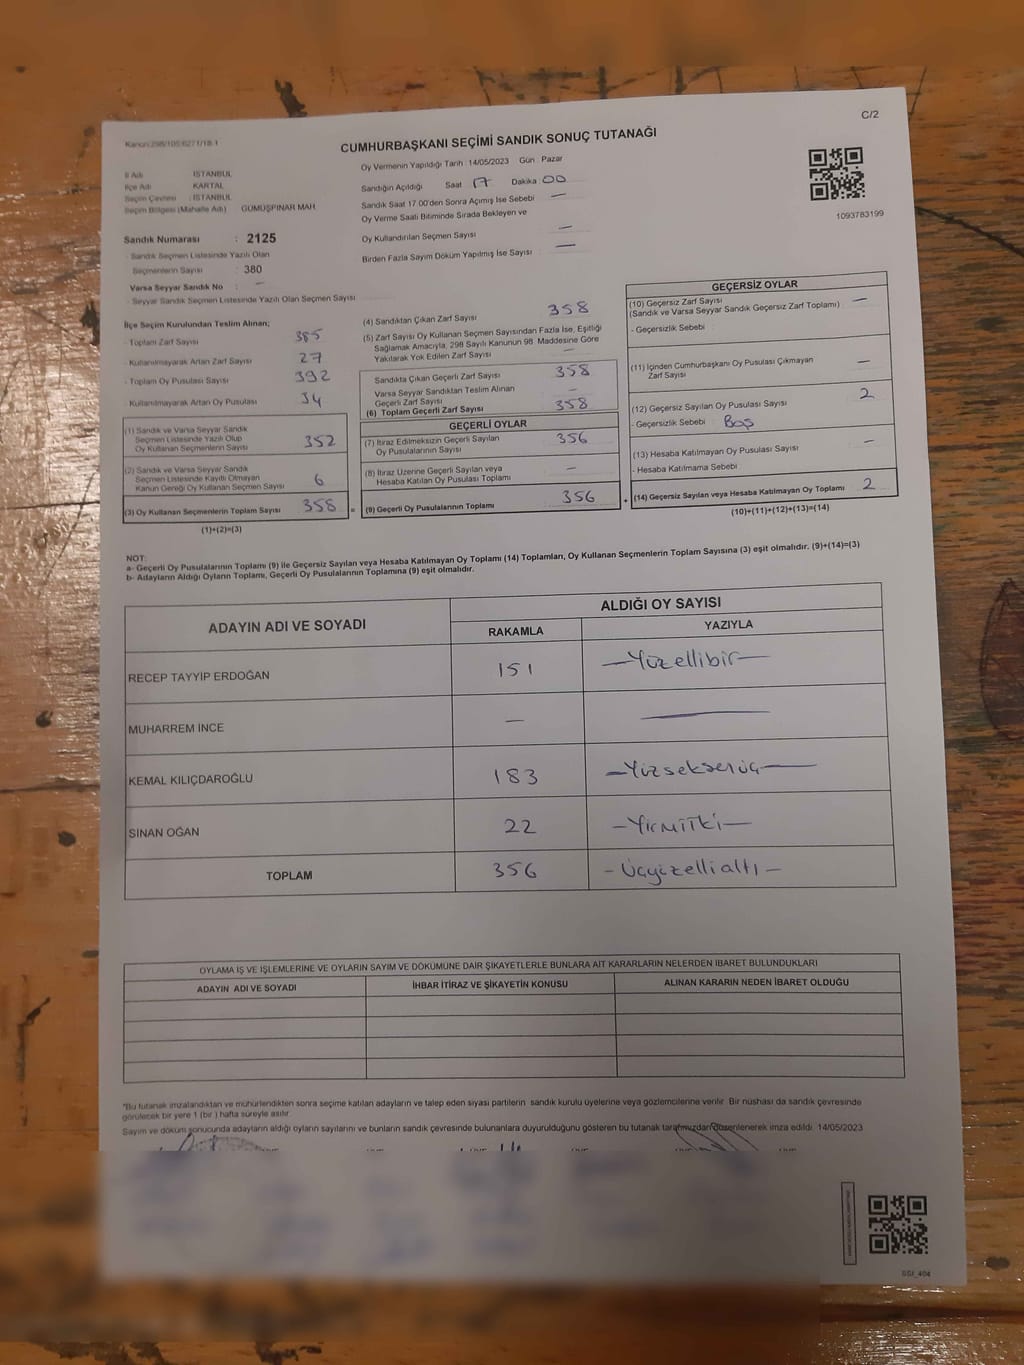 C/2
Kanun:298/105;6271/18-1
CUMHURBAŞKANI SEÇİMİ SANDIK SONUÇ TUTANAĞI
Oy Vermenin Yapıldığı Tarih : 14/05/2023 Gün Pazar
İl Adı : İSTANBUL
İlçe Adı : KARTAL
Seçim Çevresi : İSTANBUL
Seçim Bölgesi (Mahalle Adı) : GÜMÜŞPINAR MAH.
Sandık Numarası : 2125
- Sandık Seçmen Listesinde Yazılı Olan
Seçmenlerin Sayısı : 380
Varsa Seyyar Sandık No : —
- Seyyar Sandık Seçmen Listesinde Yazılı Olan Seçmen Sayısı
Sandığın Açıldığı Saat 17 Dakika :00
Sandık Saat 17.00'den Sonra Açımış İse Sebebi —
Oy Verme Saati Bitiminde Sırada Bekleyen ve
Oy Kullandırılan Seçmen Sayısı —
Birden Fazla Sayım Döküm Yapılmış İse Sayısı : —
1093783199
İlçe Seçim Kurulundan Teslim Alınan;
- Toplam Zarf Sayısı 385
- Kullanılmayarak Artan Zarf Sayısı 27
- Toplam Oy Pusulası Sayısı 392
- Kullanılmayarak Artan Oy Pusulası 34
(1) Sandık ve Varsa Seyyar Sandık
Seçmen Listesinde Yazılı Olup
Oy Kullanan Seçmen Sayısı 352
(2) Sandık ve Varsa Seyyar Sandık
Seçmen Listesinde Kayıtlı Olmayan
Kanun Gereği Oy Kullanan Seçmen Sayısı 6
(3) Oy Kullanan Seçmenlerin Toplam Sayısı 358
(1)+(2)=(3)
(4) Sandıktan Çıkan Zarf Sayısı 358
(5) Zarf Sayısı Oy Kullanan Seçmen Sayısından Fazla İse, Eşitliği
Sağlamak Amacıyla, 298 Sayılı Kanunun 98. Maddesine Göre
Yakılarak Yok Edilen Zarf Sayısı —
Sandıkta Çıkan Geçerli Zarf Sayısı 358
Varsa Seyyar Sandıktan Teslim Alınan
Geçerli Zarf Sayısı —
(6) Toplam Geçerli Zarf Sayısı 358
GEÇERLİ OYLAR
(7) İtiraz Edilmeksizin Geçerli Sayılan
Oy Pusulalarının Sayısı 356
(8) İtiraz Üzerine Geçerli Sayılan veya
Hesaba Katılan Oy Pusulası Toplamı —
= (9) Geçerli Oy Pusulalarının Toplamı 356
GEÇERSİZ OYLAR
(10) Geçersiz Zarf Sayısı —
(Sandık ve Varsa Seyyar Sandık Geçersiz Zarf Toplamı)
- Geçersizlik Sebebi
(11) İçinden Cumhurbaşkanı Oy Pusulası Çıkmayan
Zarf Sayısı —
(12) Geçersiz Sayılan Oy Pusulası Sayısı 2
- Geçersizlik Sebebi Boş
(13) Hesaba Katılmayan Oy Pusulası Sayısı —
- Hesaba Katılmama Sebebi
+ (14) Geçersiz Sayılan veya Hesaba Katılmayan Oy Toplamı 2
(10)+(11)+(12)+(13)=(14)
NOT:
a- Geçerli Oy Pusulalarının Toplamı (9) ile Geçersiz Sayılan veya Hesaba Katılmayan Oy Toplamı (14) Toplamları, Oy Kullanan Seçmenlerin Toplam Sayısına (3) eşit olmalıdır. (9)+(14)=(3)
b- Adayların Aldığı Oyların Toplamı, Geçerli Oy Pusulalarının Toplamına (9) eşit olmalıdır.
ADAYIN ADI VE SOYADI ALDIĞI OY SAYISI
RAKAMLA YAZIYLA
RECEP TAYYİP ERDOĞAN 151 —Yüzellibir—
MUHARREM İNCE — —
KEMAL KILIÇDAROĞLU 183 —Yüzseksenüç—
SİNAN OĞAN 22 —Yirmiiki—
TOPLAM 356 - Üçyüzellialtı -
OYLAMA İŞ VE İŞLEMLERİNE VE OYLARIN SAYIM VE DÖKÜMÜNE DAİR ŞİKAYETLERLE BUNLARA AİT KARARLARIN NELERDEN İBARET BULUNDUKLARI
ADAYIN ADI VE SOYADI İHBAR İTİRAZ VE ŞİKAYETİN KONUSU ALINAN KARARIN NEDEN İBARET OLDUĞU
*Bu tutanak imzalandıktan ve mühürlendikten sonra seçime katılan adayların ve talep eden siyasi partilerin sandık kurulu üyelerine veya gözlemcilerine verilir. Bir nüshası da sandık çevresinde
görülecek bir yere 1 (bir ) hafta süreyle asılır.
Sayım ve döküm sonucunda adayların aldığı oyların sayılarını ve bunların sandık çevresinde bulunanlara duyurulduğunu gösteren bu tutanak tarafımızdan düzenlenerek imza edildi. 14/05/2023
SSI_404